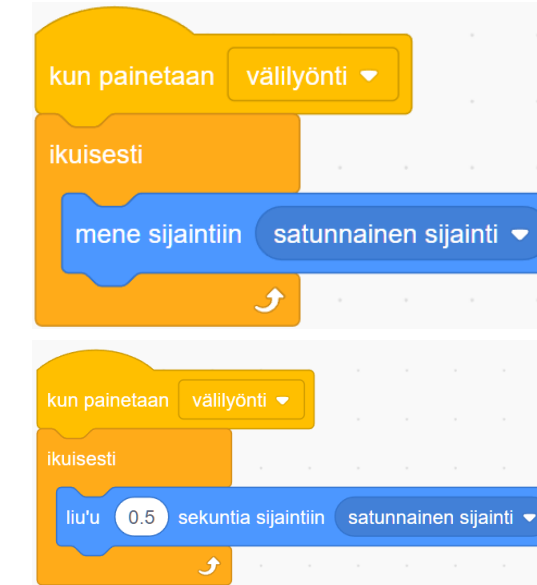 kun painetaan välilyönti
ikuisesti
mene sijaintiin satunnainen sijainti
kun painetaan välilyönti
ikuisesti
liu'u 0.5 sekuntia sijaintiin satunnainen sijainti